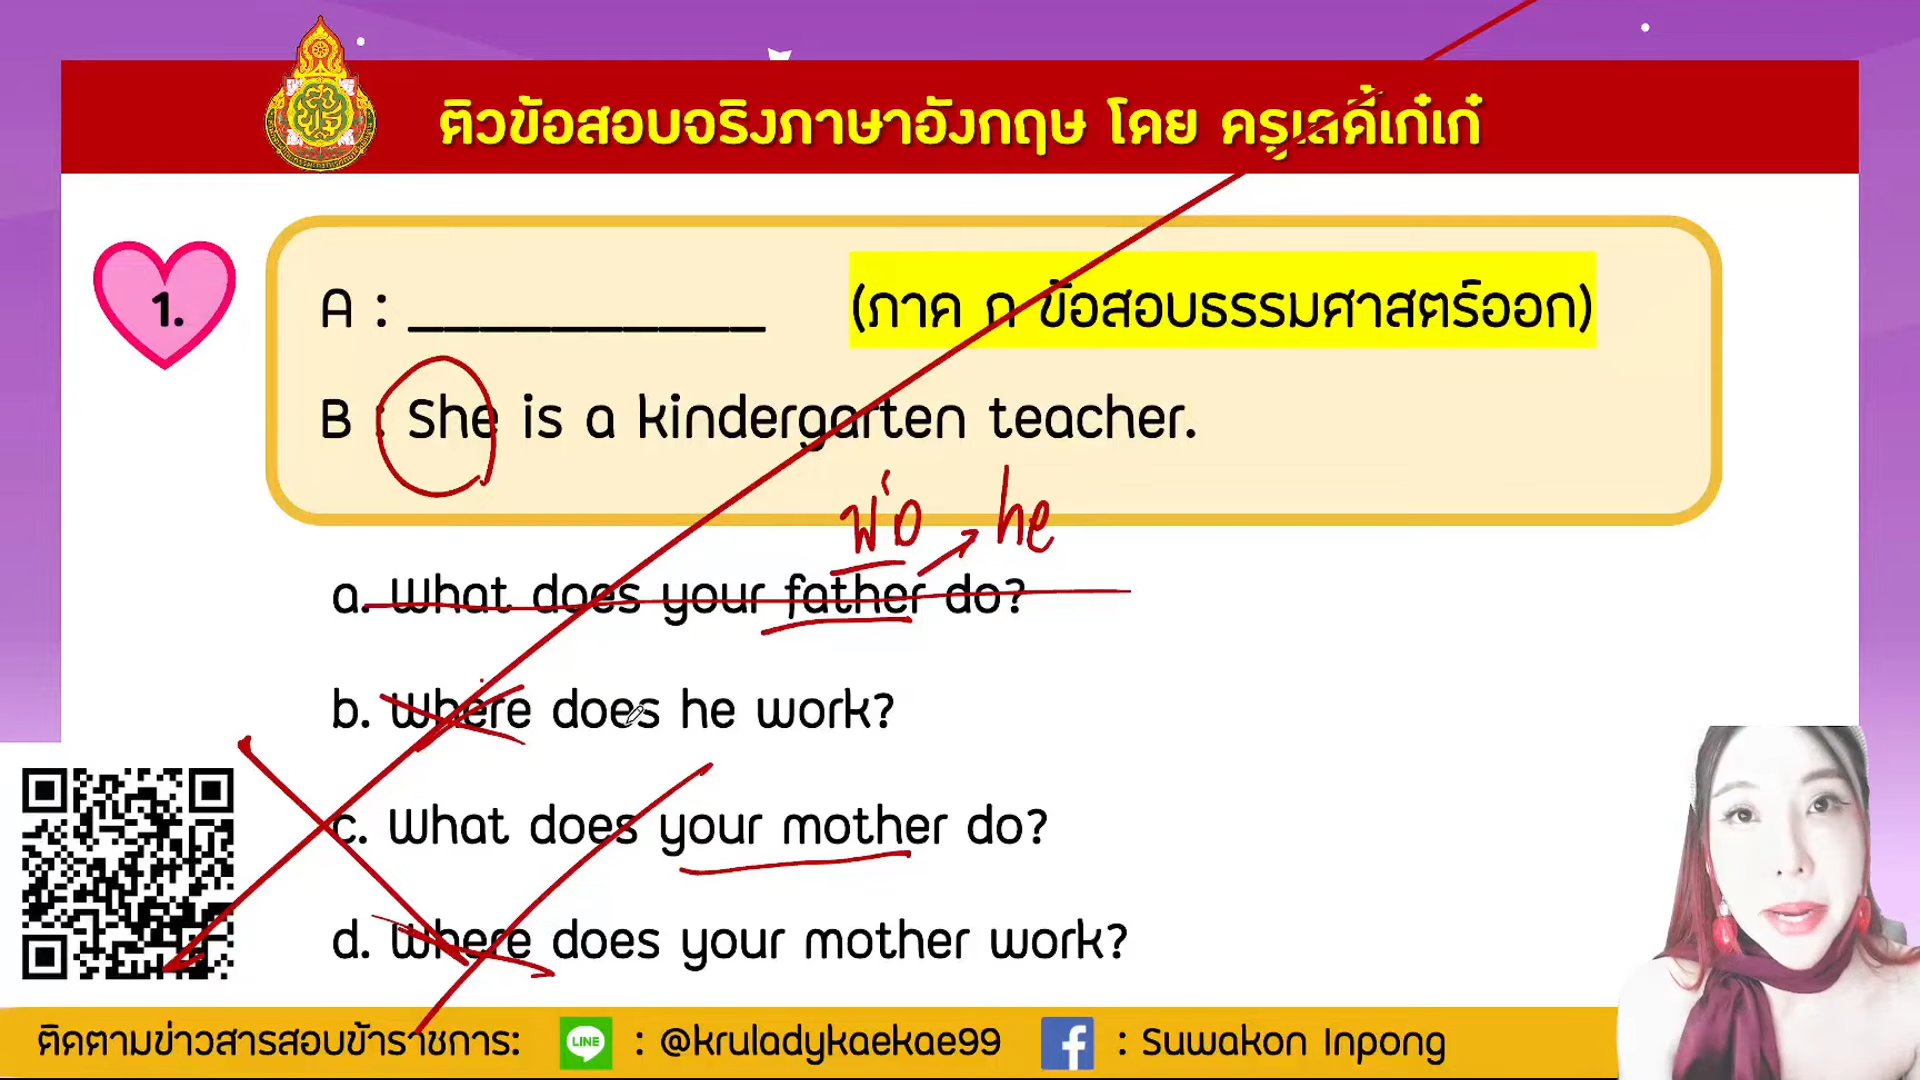 ติวข้อสอบจริงภาษาอังกฤษ โดย ครูเลดี้เก๋เก๋
1.
A : __________ (ภาค ก ข้อสอบธรรมศาสตร์ออก)
B : She is a kindergarten teacher.
พ่อ he
a. What does your father do?
b. Where does he work?
c. What does your mother do?
d. Where does your mother work?
ติดตามข่าวสารสอบข้าราชการ: LINE : @kruladykaekae99 f : Suwakon Inpong